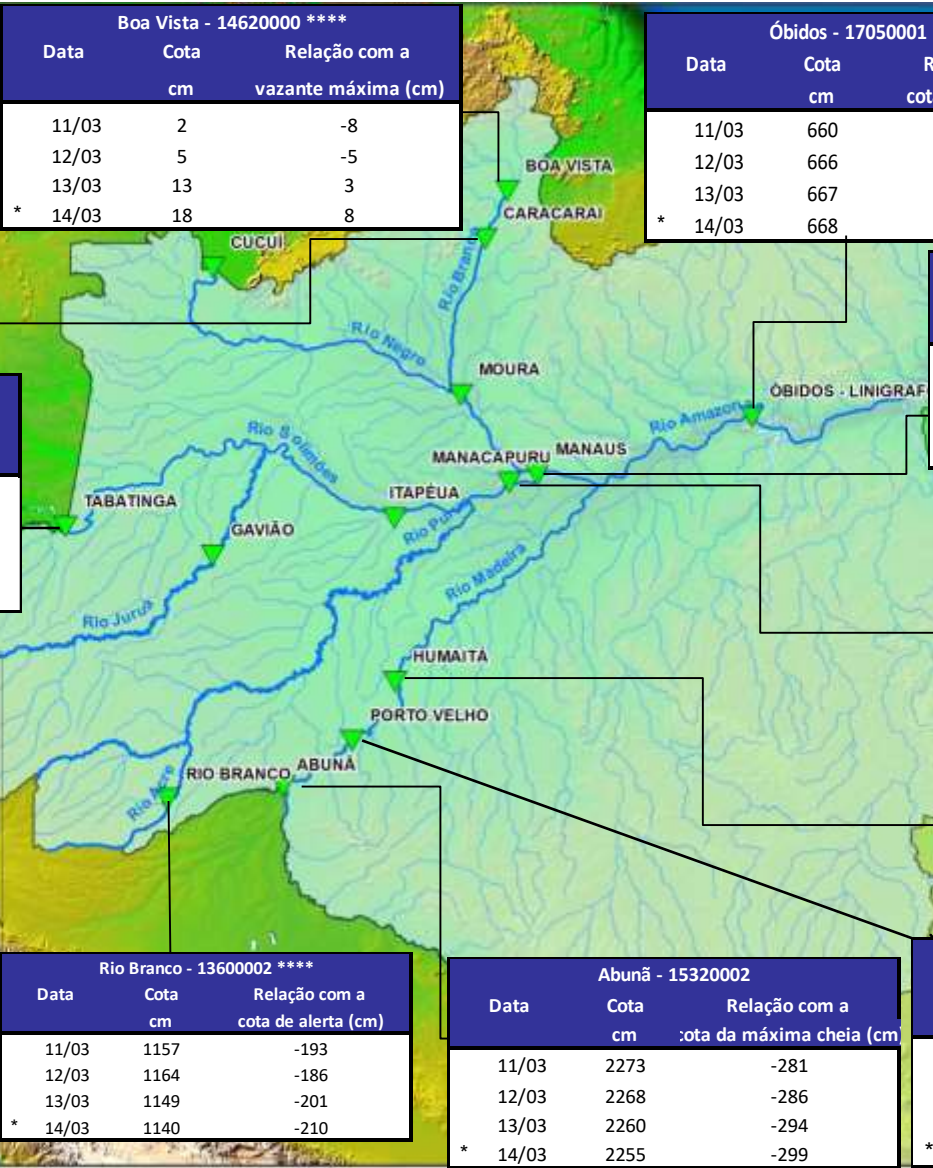 Boa Vista - 14620000 ****
Data Cota Relação com a
cm vazante máxima (cm)
11/03 2 -8
12/03 5 -5
13/03 13 3
* 14/03 18 8
Óbidos - 17050001
Data Cota R
cm cota
11/03 660
12/03 666
13/03 667
* 14/03 668
BOA VISTA
CARACARAI
CUCUÍ
Rio Branco
Rio Negro
MOURA
ÓBIDOS - LINIGRAF
Rio Amazon
Rio Solimões
MANACAPURU
MANAUS
TABATINGA
ITAPÉUA
GAVIÃO
Rio Puru
Rio Madeira
Rio Juruá
HUMAITÁ
PORTO VELHO
ABUNÃ
RIO BRANCO
Rio Acre
Rio Branco - 13600002 ****
Data Cota Relação com a
cm cota de alerta (cm)
11/03 1157 -193
12/03 1164 -186
13/03 1149 -201
* 14/03 1140 -210
Abunã - 15320002
Data Cota Relação com a
cm cota da máxima cheia (cm)
11/03 2273 -281
12/03 2268 -286
13/03 2260 -294
* 14/03 2255 -299
*